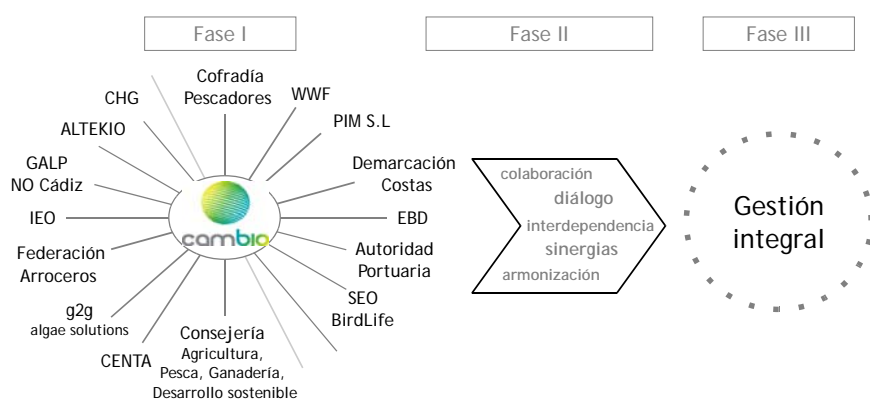 Fase I
Fase II
Fase III
Cofradía
Pescadores
WWF
PIM S.L
Demarcación
Costas
EBD
Autoridad
Portuaria
SEO
BirdLife
Consejería
Agricultura,
Pesca, Ganadería,
Desarrollo sostenible
CENTA
g2g
algae solutions
Federación
Arroceros
IEO
GALP
NO Cádiz
ALTEKIO
CHG
cambio
colaboración
diálogo
interdependencia
sinergias
armonización
Gestión
integral